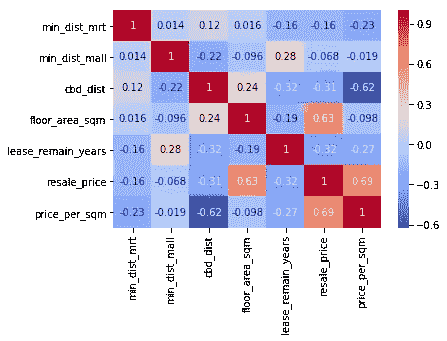 min_dist_mrt 1 0.014 0.12 0.016 -0.16 -0.16 -0.23
min_dist_mall 0.014 1 -0.22 -0.096 0.28 -0.068 -0.019
cbd_dist 0.12 -0.22 1 0.24 -0.32 -0.31 -0.62
floor_area_sqm 0.016 -0.096 0.24 1 -0.19 0.63 -0.098
lease_remain_years -0.16 0.28 -0.32 -0.19 1 -0.32 -0.27
resale_price -0.16 -0.068 -0.31 0.63 -0.32 1 0.69
price_per_sqm -0.23 -0.019 -0.62 -0.098 -0.27 0.69 1
min_dist_mrt
min_dist_mall
cbd_dist
floor_area_sqm
lease_remain_years
resale_price
price_per_sqm
0.9
0.6
0.3
0.0
-0.3
-0.6